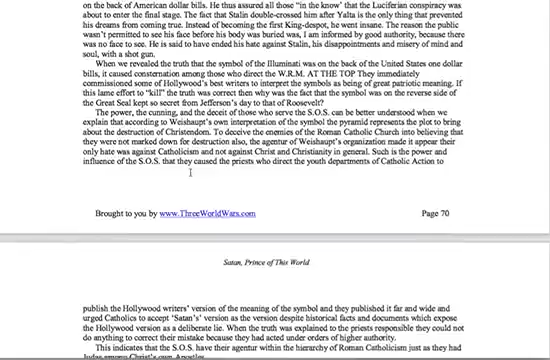 on the back of American dollar bills. He thus assured all those “in the know’ that the Luciferian conspiracy was
about to enter the final stage. The fact that Stalin double-crossed him after Yalta is the only thing that prevented
his dreams from coming true. Instead of becoming the first King-despot, he went insane. The reason the public
wasn’t permitted to see his face before his body was buried was, I am informed by good authority, because there
was no face to see. He is said to have ended his hate against Stalin, his disappointments and misery of mind and
soul, with a shot gun.
When we revealed the truth that the symbol of the Illuminati was on the back of the United States one dollar
bills, it caused consternation among those who direct the W.R.M. AT THE TOP They immediately
commissioned some of Hollywood’s best writers to interpret the symbols as being of great patriotic meaning. If
this lame effort to “kill” the truth was correct then why was the fact that the symbol was on the reverse side of
the Great Seal kept so secret from Jefferson’s day to that of Roosevelt?
The power, the cunning, and the deceit of those who serve the S.O.S. can be better understood when we
explain that according to Weishaupt’s own interpretation of the symbol the pyramid represents the plot to bring
about the destruction of Christendom. To deceive the enemies of the Roman Catholic Church into believing that
they were not marked down for destruction also, the agentur of Weishaupt’s organization made it appear their
only hate was against Catholicism and not against Christ and Christianity in general. Such is the power and
influence of the S.O.S. that they caused the priests who direct the youth departments of Catholic Action to
Brought to you by www.ThreeWorldWars.com Page 70
Satan, Prince of This World
publish the Hollywood writers’ version of the meaning of the symbol and they published it far and wide and
urged Catholics to accept ‘Satan’s’ version as the version despite historical facts and documents which expose
the Hollywood version as a deliberate lie. When the truth was explained to the priests responsible they could not
do anything to correct their mistake because they had acted under orders of higher authority.
This indicates that the S.O.S. have their agentur within the hierarchy of Roman Catholicism just as they had
Judas among Christ’s own Apostles.